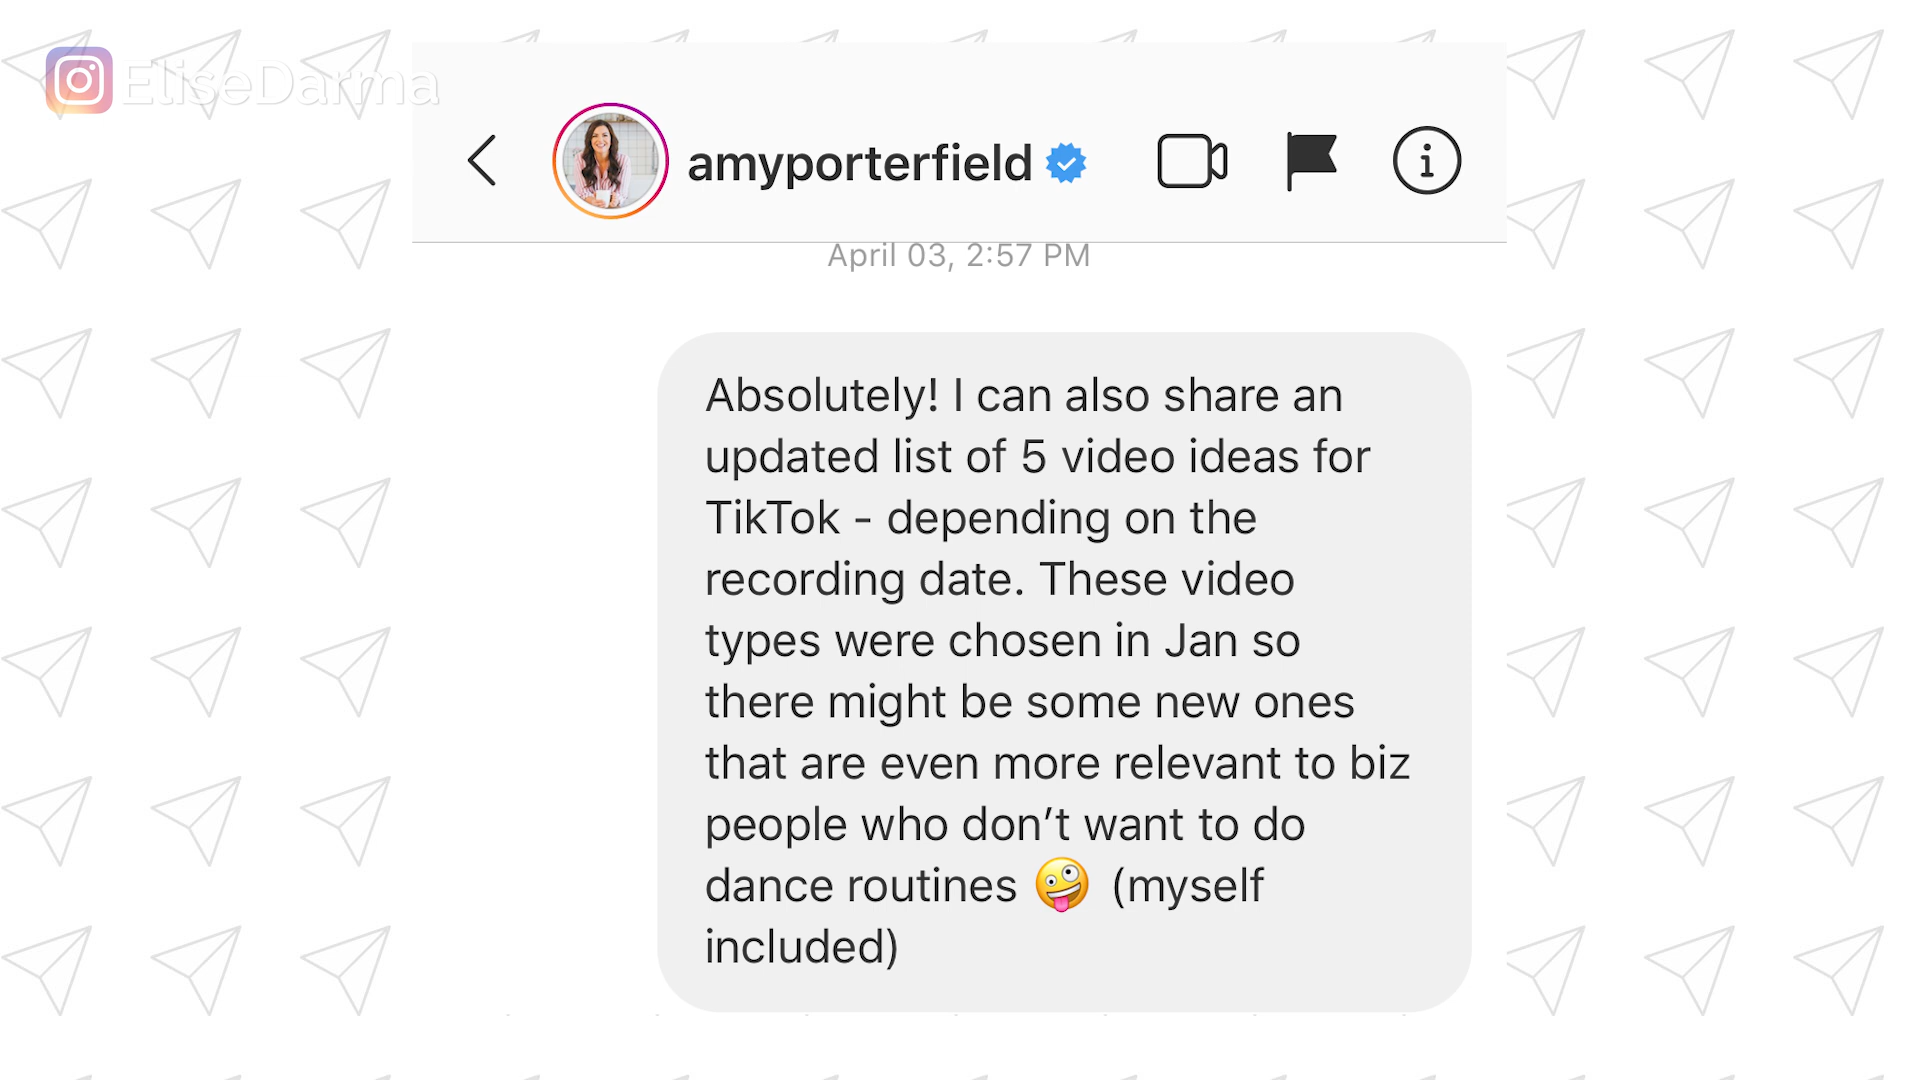 EliseDarma
amyporterfield
April 03, 2:57 PM
Absolutely! I can also share an
updated list of 5 video ideas for
TikTok - depending on the
recording date. These video
types were chosen in Jan so
there might be some new ones
that are even more relevant to biz
people who don’t want to do
dance routines 🤪 (myself
included)